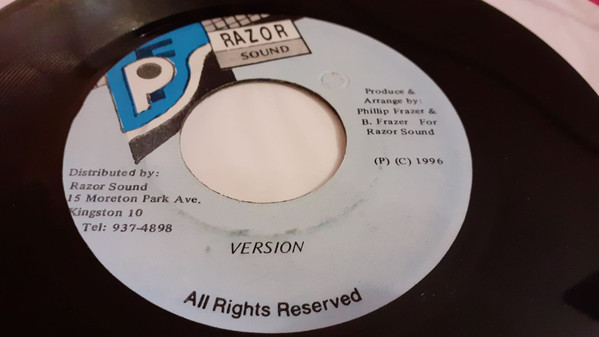 RAZOR
SOUND
Produce &
Arrange by:
Phillip Frazer &
B. Frazer For
Razor Sound
(P) (C) 1996
Distributed by:
Razor Sound
15 Moreton Park Ave.
Kingston 10
Tel: 937-4898
VERSION
All Rights Reserved